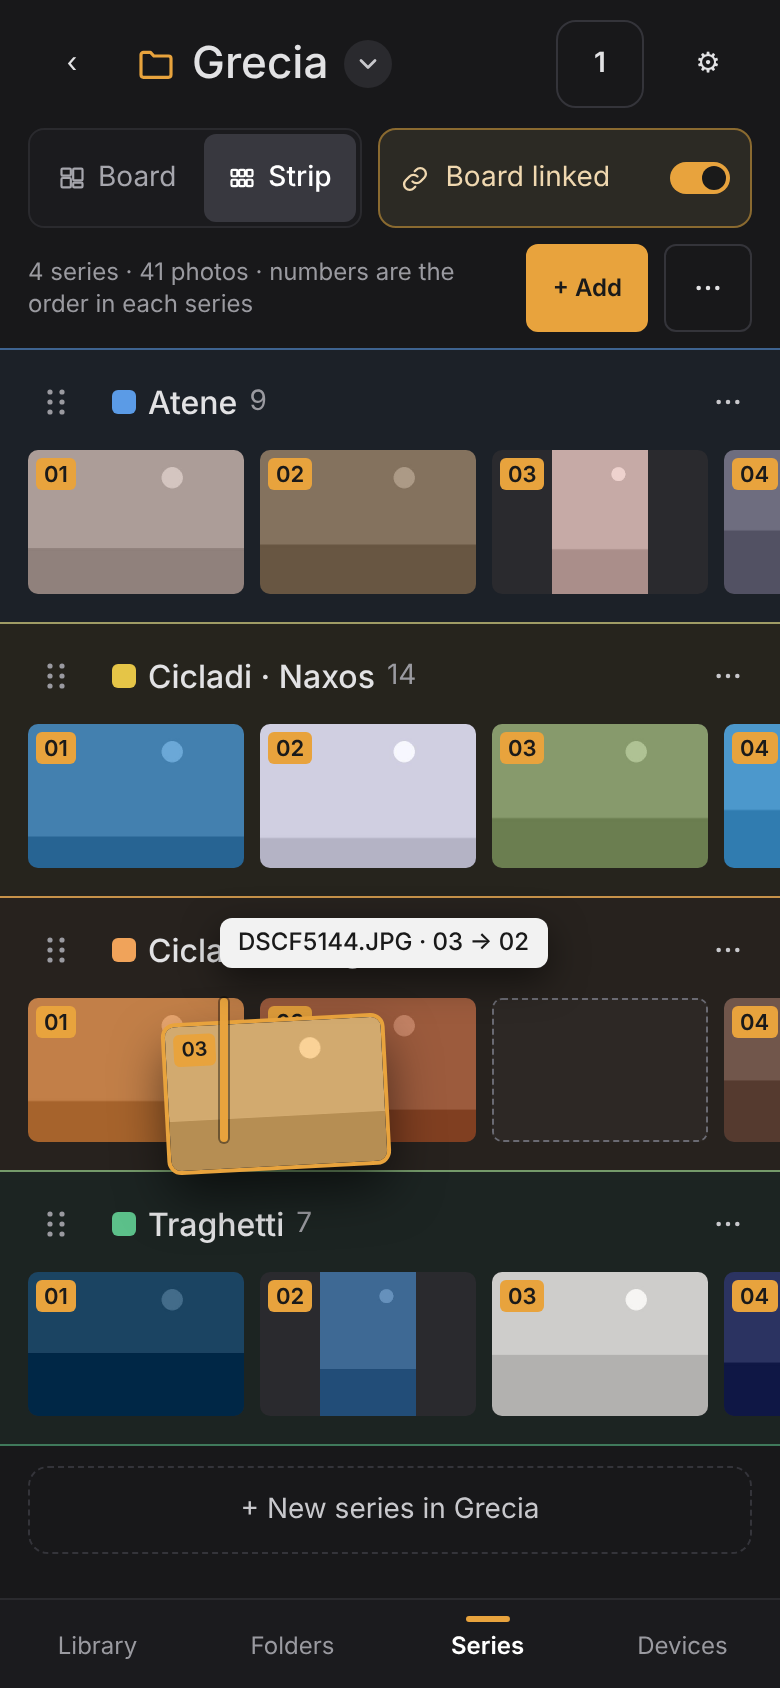 ‹ Grecia 1
Board Strip Board linked
4 series · 41 photos · numbers are the
order in each series
+ Add ...
Atene 9 ...
01 02 03 04
Cicladi · Naxos 14 ...
01 02 03 04
DSCF5144.JPG · 03 → 02
...
01 04
03
Traghetti 7 ...
01 02 03 04
+ New series in Grecia
Library Folders Series Devices